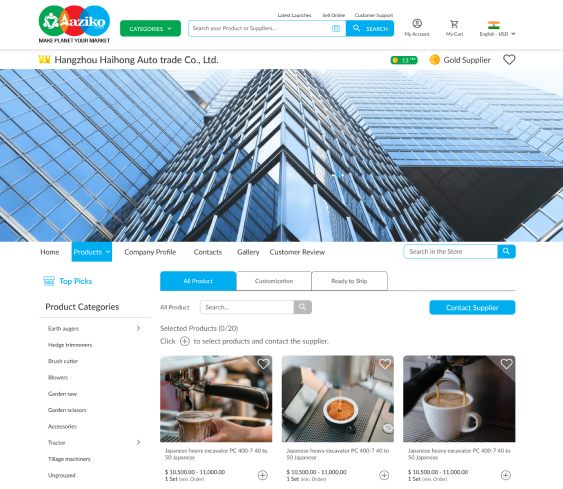 Aaziko
MAKE PLANET YOUR MARKET
CATEGORIES
Latest Launches Sell Online Customer Support
Search your Product or Suppliers...
SEARCH
My Account
My Cart
English - USD
Hangzhou Haihong Auto trade Co., Ltd.
13 YRS
Gold Supplier
Home Products Company Profile Contacts Gallery Customer Review
Search in the Store
Top Picks
All Product Customization Ready to Ship
Product Categories
All Product
Search...
Contact Supplier
Selected Products (0/20)
Click to select products and contact the supplier.
Earth augers
Hedge trimmmers
Brush cutter
Blowers
Garden saw
Garden scissors
Accessories
Tractor
Tillage machinery
Ungrouped
Japanese heavy excavator PC 400-7 40 to
50 Japanese
$ 10,500.00 - 11,000.00
1 Set (min. Order)
Japanese heavy excavator PC 400-7 40 to
50 Japanese
$ 10,500.00 - 11,000.00
1 Set (min. Order)
Japanese heavy excavator PC 400-7 40 to
50 Japanese
$ 10,500.00 - 11,000.00
1 Set (min. Order)